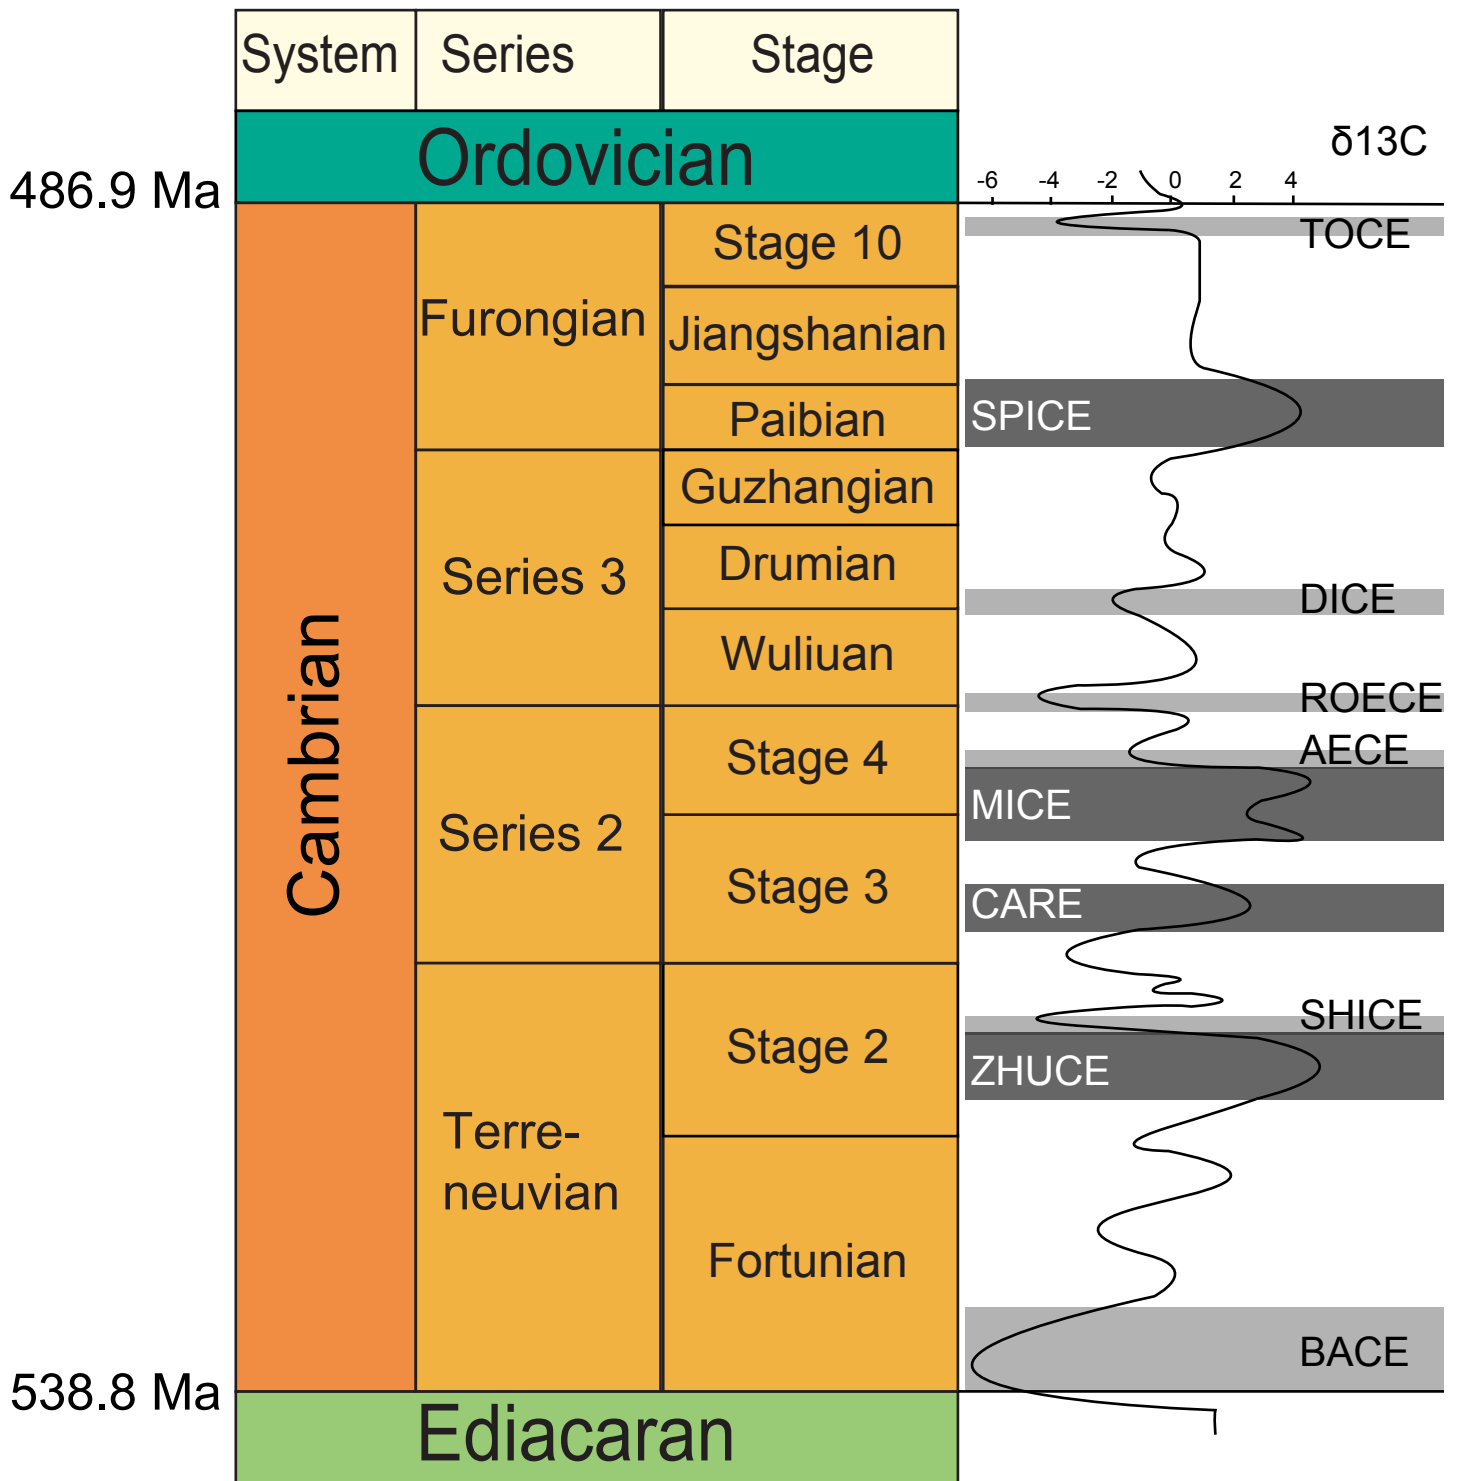 System Series Stage
Ordovician
δ13C
486.9 Ma
-6 -4 -2 0 2 4
Stage 10
TOCE
Furongian
Jiangshanian
Paibian
SPICE
Guzhangian
Series 3
Drumian
DICE
Wuliuan
ROECE
Cambrian
Stage 4
AECE
MICE
Series 2
Stage 3
CARE
SHICE
Stage 2
ZHUCE
Terre-
neuvian
Fortunian
BACE
538.8 Ma
Ediacaran